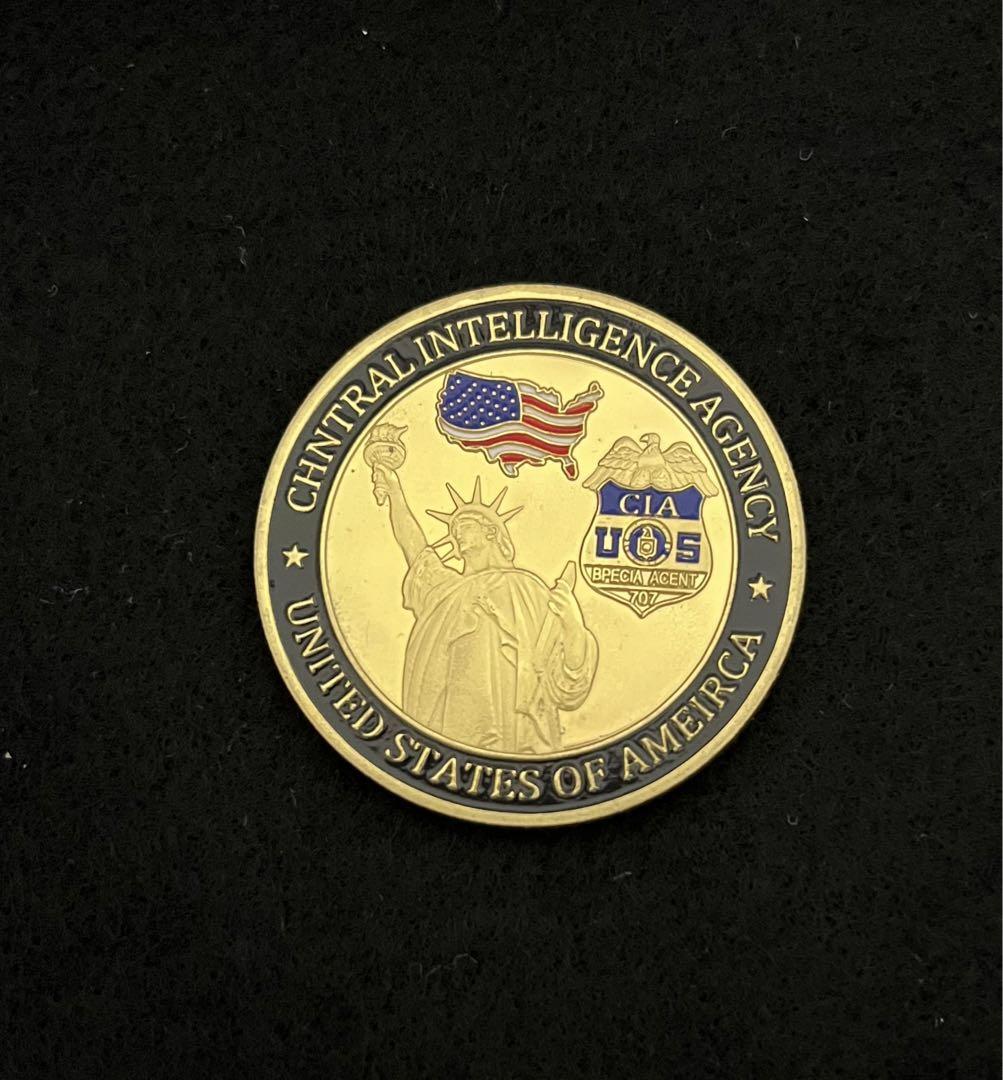 CHNTRAL INTELLIGENCE AGENCY
CIA
U S
BPECIA ACENT
707
UNITED STATES OF AMEIRCA